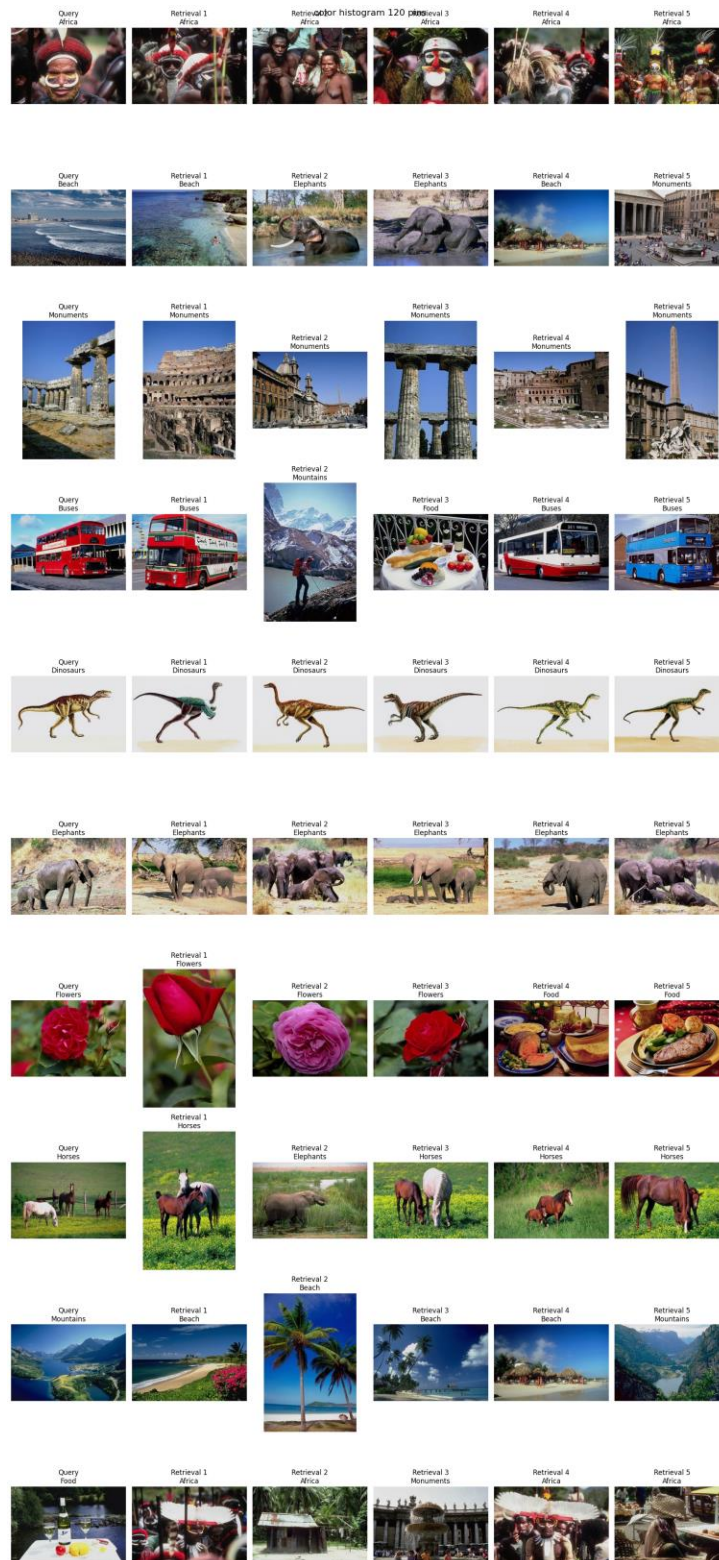 color histogram 120 pins
Query
Africa
Retrieval 1
Africa
Africa
Retrieval 3
Africa
Retrieval 4
Africa
Retrieval 5
Africa
Query
Beach
Retrieval 1
Beach
Retrieval 2
Elephants
Retrieval 3
Elephants
Retrieval 4
Beach
Retrieval 5
Monuments
Query
Monuments
Retrieval 1
Monuments
Retrieval 2
Monuments
Retrieval 3
Monuments
Retrieval 4
Monuments
Retrieval 5
Monuments
Query
Buses
Retrieval 1
Buses
Retrieval 2
Mountains
Retrieval 3
Food
Retrieval 4
Buses
Retrieval 5
Buses
Query
Dinosaurs
Retrieval 1
Dinosaurs
Retrieval 2
Dinosaurs
Retrieval 3
Dinosaurs
Retrieval 4
Dinosaurs
Retrieval 5
Dinosaurs
Query
Elephants
Retrieval 1
Elephants
Retrieval 2
Elephants
Retrieval 3
Elephants
Retrieval 4
Elephants
Retrieval 5
Elephants
Query
Flowers
Retrieval 1
Flowers
Retrieval 2
Flowers
Retrieval 3
Flowers
Retrieval 4
Food
Retrieval 5
Food
Query
Horses
Retrieval 1
Horses
Retrieval 2
Elephants
Retrieval 3
Horses
Retrieval 4
Horses
Retrieval 5
Horses
Query
Mountains
Retrieval 1
Beach
Retrieval 2
Beach
Retrieval 3
Beach
Retrieval 4
Beach
Retrieval 5
Mountains
Query
Food
Retrieval 1
Africa
Retrieval 2
Africa
Retrieval 3
Monuments
Retrieval 4
Africa
Retrieval 5
Africa